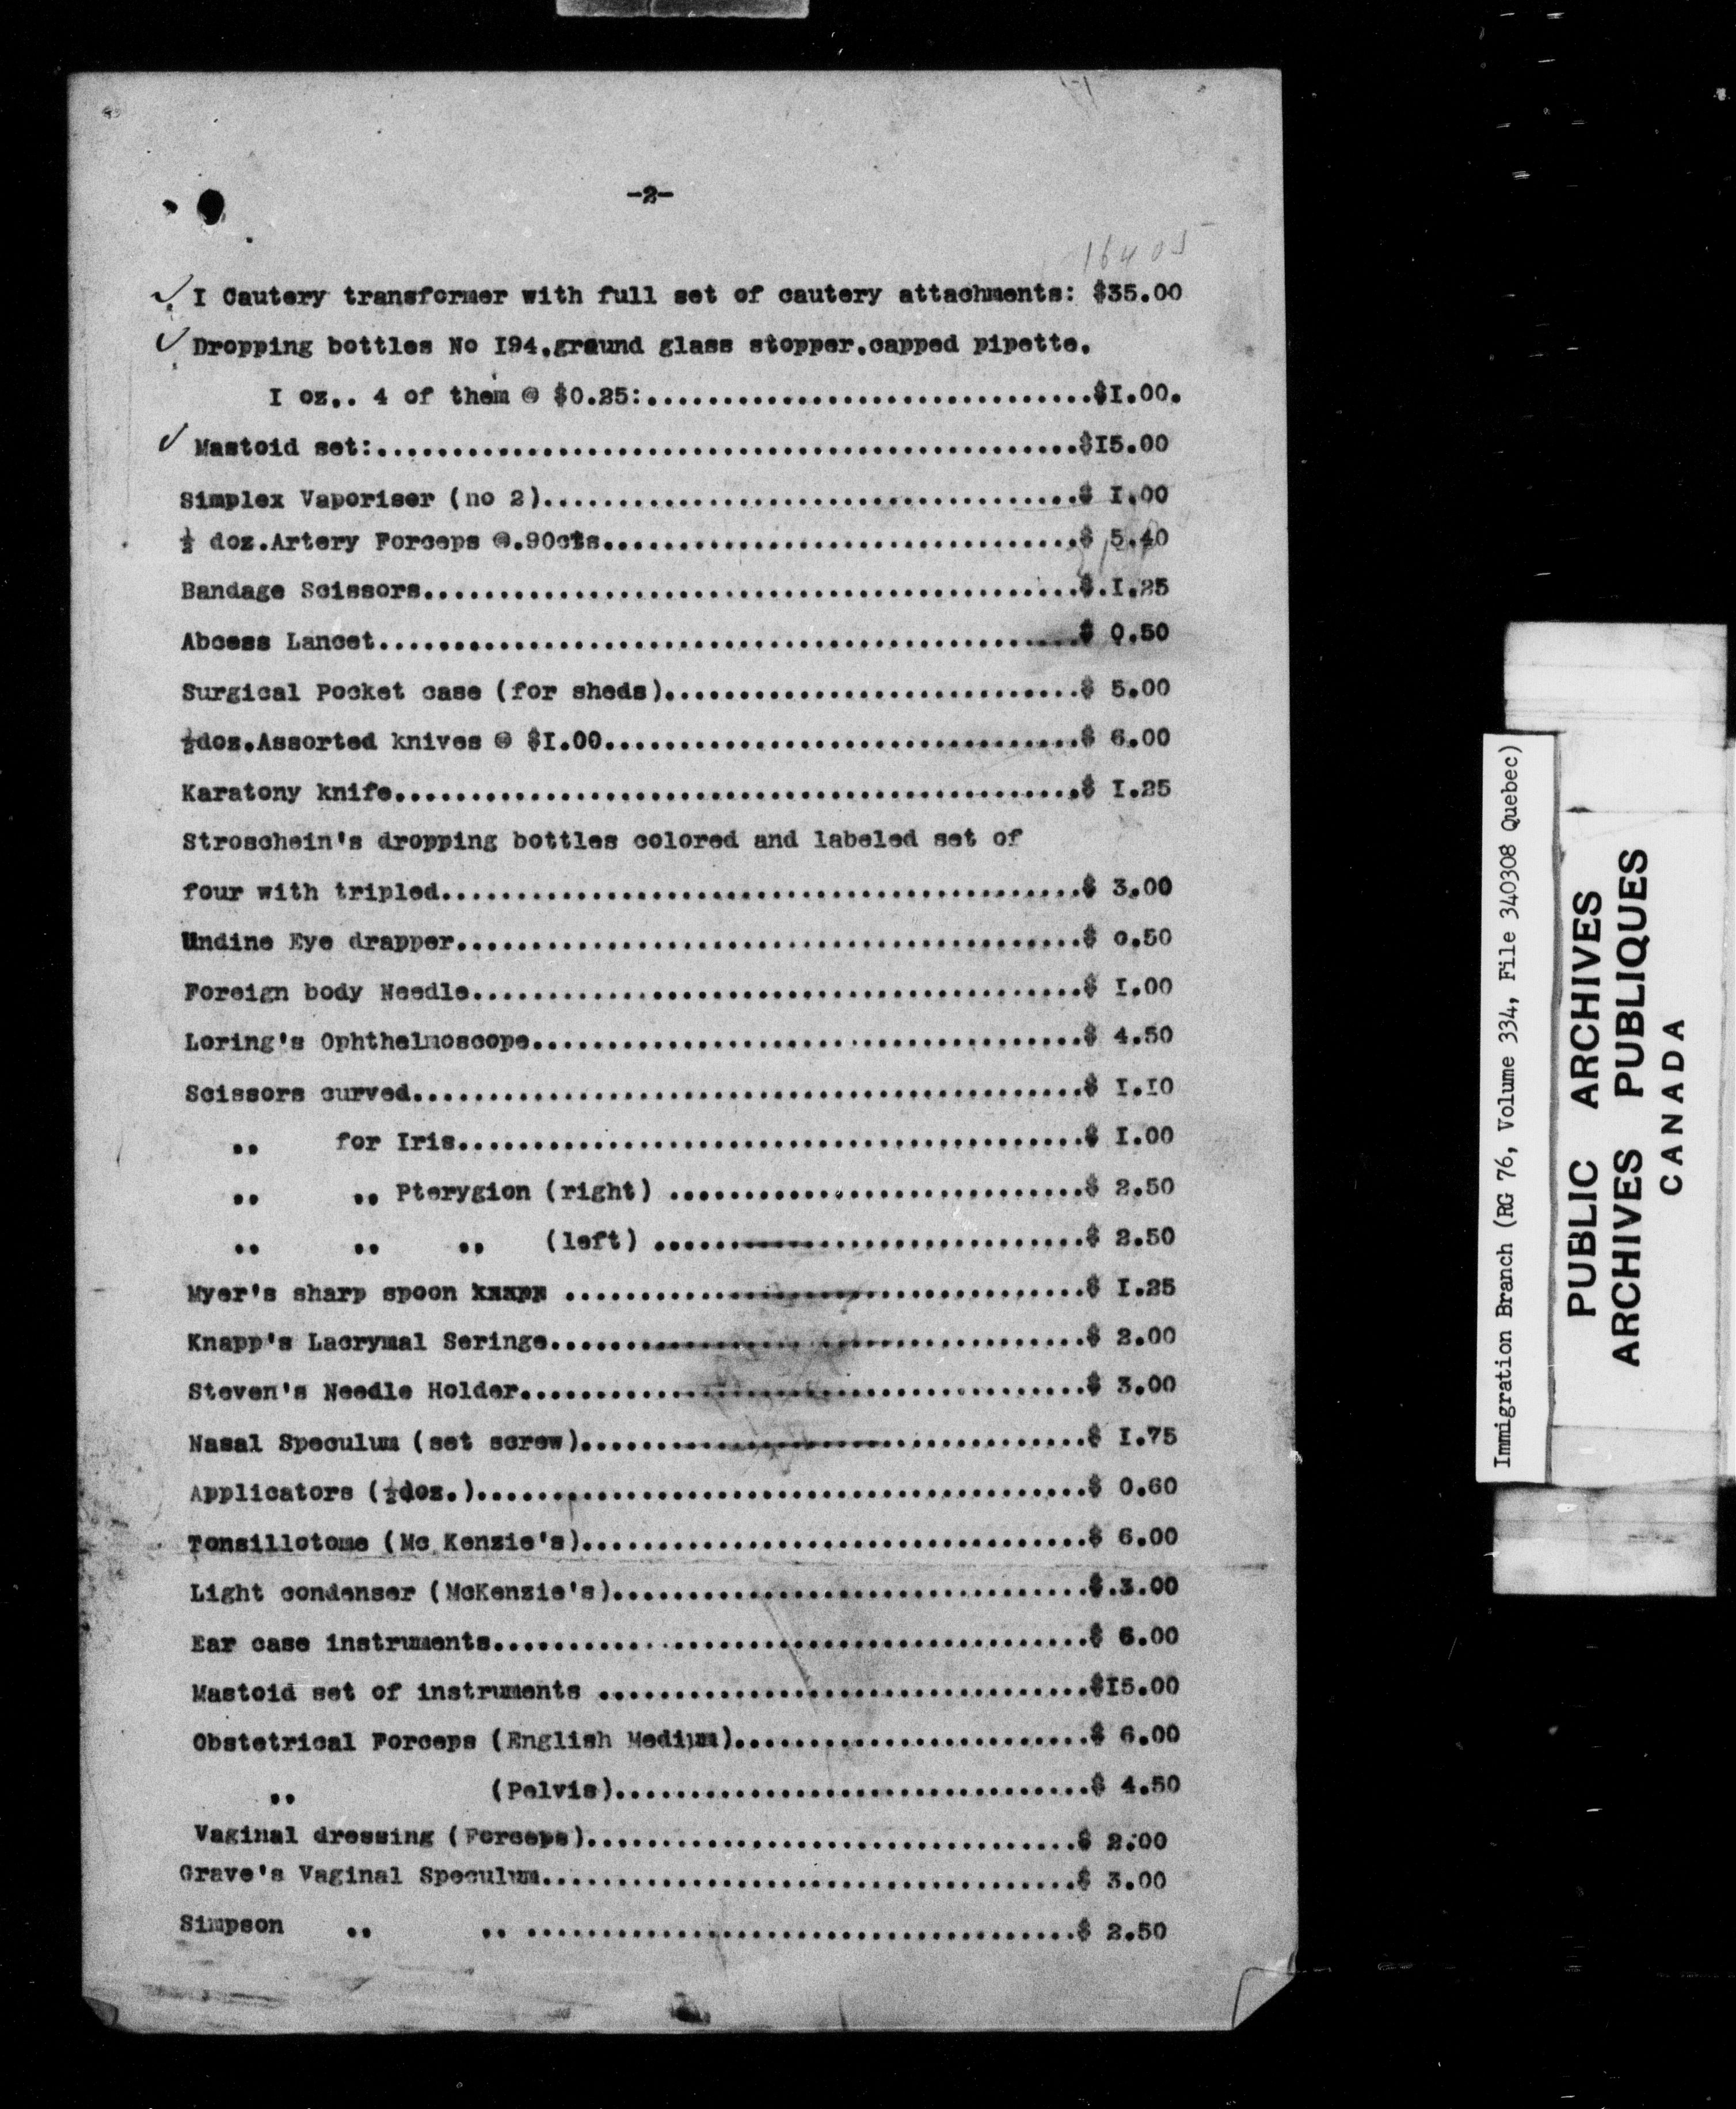 -2-
16405
I Cautery transformer with full set of cautery attachments: $35.00
Dropping bottles No I94.graund glass stopper.capped pipette.
I oz.. 4 of them @ $0.25:..............................$I.00.
Mastoid set:...............................................$I5.00
Simplex Vaporiser (no 2)....................................$ I.00
½ doz.Artery Forceps @.90cts................................$ 5.40
Bandage Scissors............................................$.I.25
Abcess Lancet...............................................$ 0.50
Surgical Pocket case (for sheds)............................$ 5.00
½doz.Assorted knives @ $I.00................................$ 6.00
Karatony knife..............................................$ I.25
Stroschein's dropping bottles colored and labeled set of
four with tripled...........................................$ 3.00
Undine Eye drapper..........................................$ 0.50
Foreign body Needle.........................................$ I.00
Loring's Ophthelmoscope.....................................$ 4.50
Scissors curved.............................................$ I.I0
,, for Iris..........................................$ I.00
,, ,, Pterygion (right) ............................$ 2.50
,, ,, ,, (left) .............................$ 2.50
Myer's sharp spoon knapp ...................................$ I.25
Knapp's Lacrymal Seringe....................................$ 2.00
Steven's Needle Holder......................................$ 3.00
Nasal Speculum (set screw)..................................$ I.75
Applicators (½doz.).........................................$ 0.60
Tonsillotome (Mc Kenzie's)..................................$ 6.00
Light condenser (McKenzie's)................................$.3.00
Ear case instruments........................................$ 6.00
Mastoid set of instruments .................................$I5.00
Obstetrical Forceps (English Medium)........................$ 6.00
,, (Pelvis)................................$ 4.50
Vaginal dressing (Forceps).................................$ 2.00
Grave's Vaginal Speculum....................................$ 3.00
Simpson ,, ,, .....................................$ 2.50
Immigration Branch (RG 76, Volume 334, File 340308 Quebec)
PUBLIC ARCHIVES
ARCHIVES PUBLIQUES
CANADA